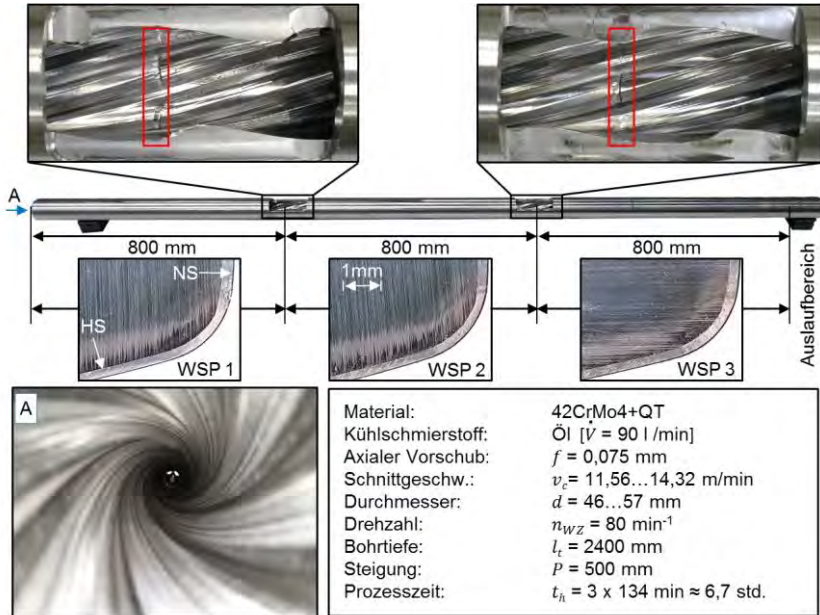 A
800 mm
800 mm
800 mm
Auslaufbereich
NS
HS
WSP 1
1mm
WSP 2
WSP 3
A
Material: 42CrMo4+QT
Kühlschmierstoff: Öl [V̇ = 90 l /min]
Axialer Vorschub: f = 0,075 mm
Schnittgeschw.: v_c = 11,56…14,32 m/min
Durchmesser: d = 46…57 mm
Drehzahl: n_WZ = 80 min⁻¹
Bohrtiefe: l_t = 2400 mm
Steigung: P = 500 mm
Prozesszeit: t_h = 3 x 134 min ≈ 6,7 std.